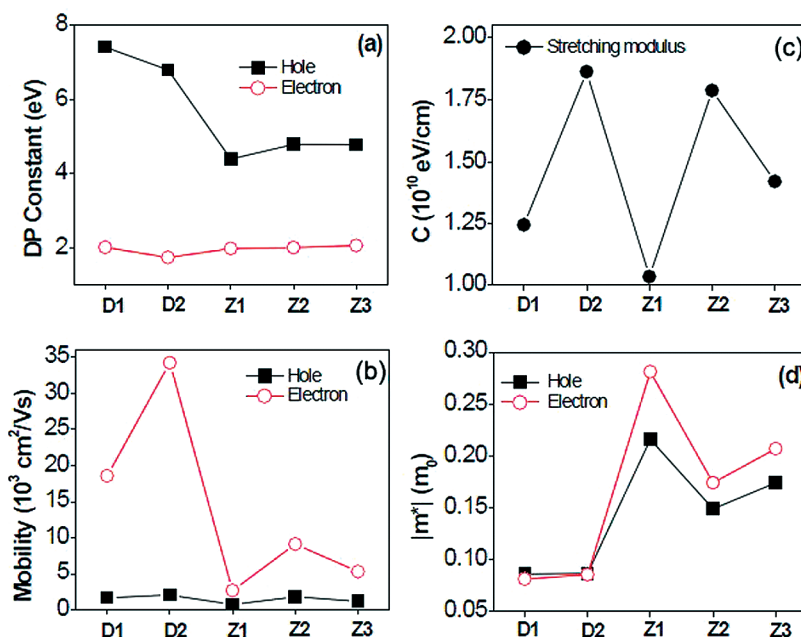 (a)
Hole
Electron
DP Constant (eV)
8
6
4
2
D1 D2 Z1 Z2 Z3
(c)
Stretching modulus
C (10^10 eV/cm)
2.00
1.75
1.50
1.25
1.00
D1 D2 Z1 Z2 Z3
(b)
Hole
Electron
Mobility (10^3 cm^2/Vs)
35
30
25
20
15
10
5
0
D1 D2 Z1 Z2 Z3
(d)
Hole
Electron
|m*| (m_0)
0.30
0.25
0.20
0.15
0.10
0.05
D1 D2 Z1 Z2 Z3